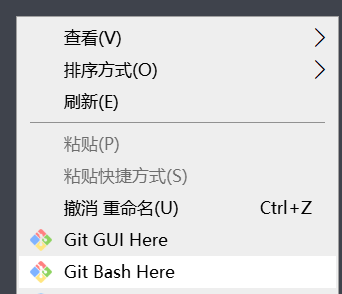 查看(V)
排序方式(O)
刷新(E)
粘贴(P)
粘贴快捷方式(S)
撤消 重命名(U) Ctrl+Z
Git GUI Here
Git Bash Here